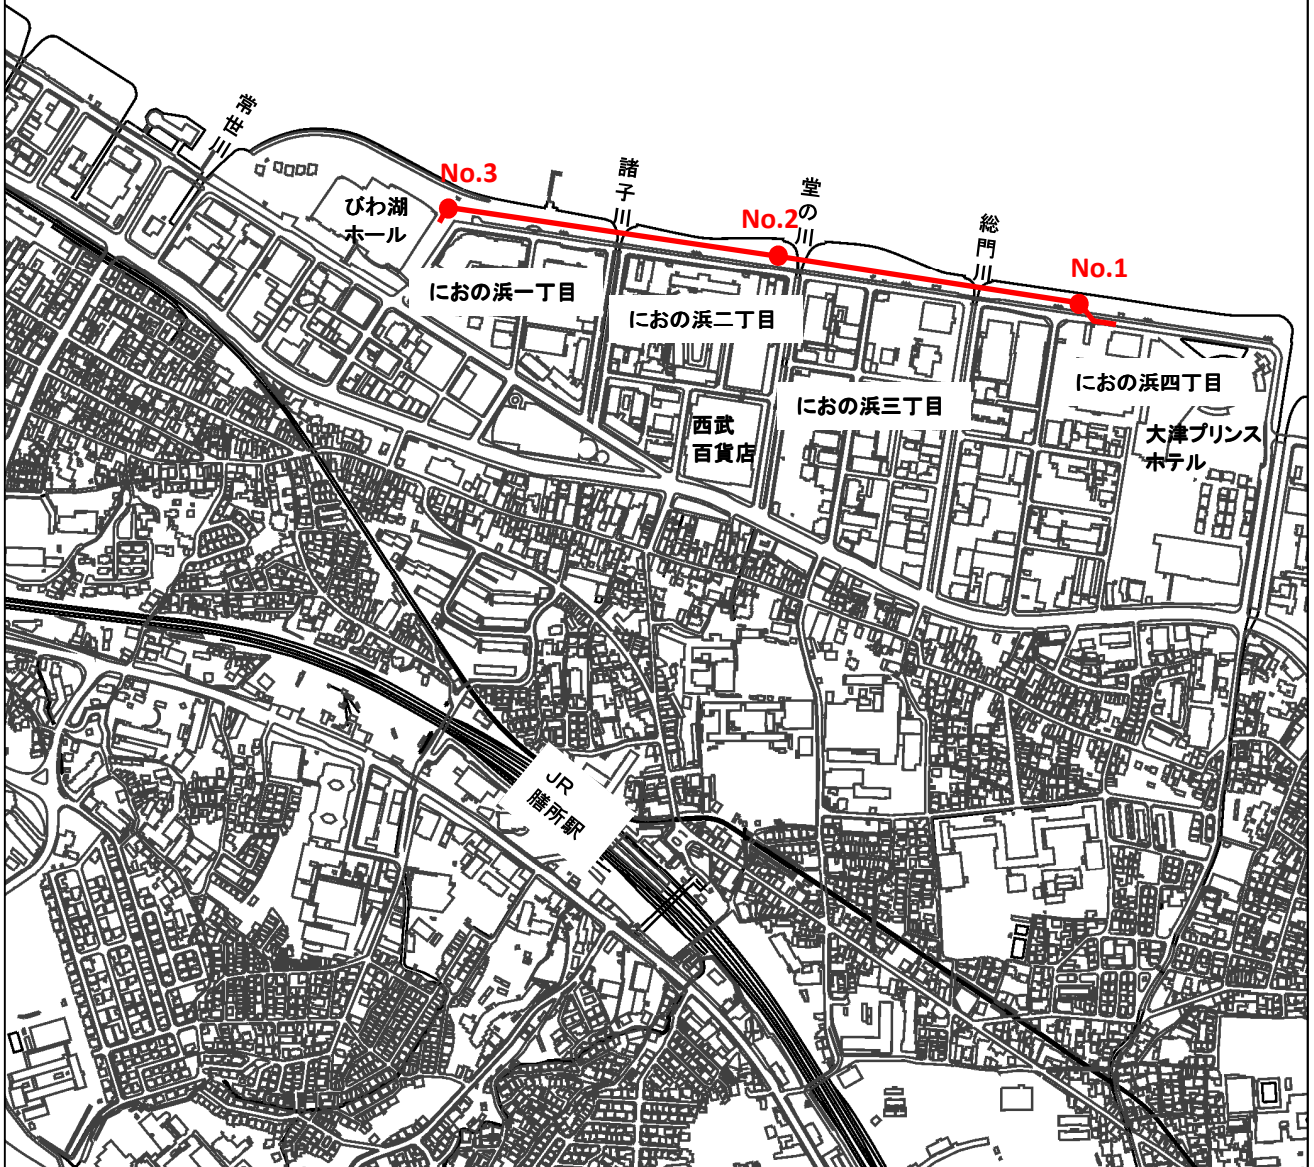 常世川
No.3
諸子川
堂の川
No.2
総門川
No.1
びわ湖
ホール
におの浜一丁目
におの浜二丁目
におの浜三丁目
におの浜四丁目
西武
百貨店
大津プリンス
ホテル
JR
膳所駅